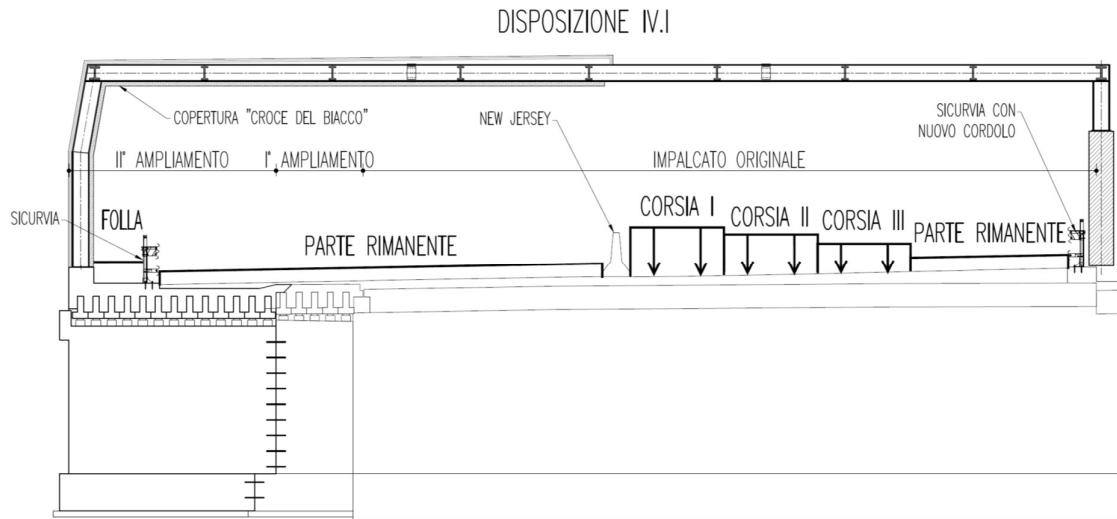 DISPOSIZIONE IV.I
COPERTURA "CROCE DEL BIACCO"
NEW JERSEY
SICURVIA CON
NUOVO CORDOLO
II° AMPLIAMENTO
I° AMPLIAMENTO
IMPALCATO ORIGINALE
SICURVIA
FOLLA
PARTE RIMANENTE
CORSIA I
CORSIA II
CORSIA III
PARTE RIMANENTE